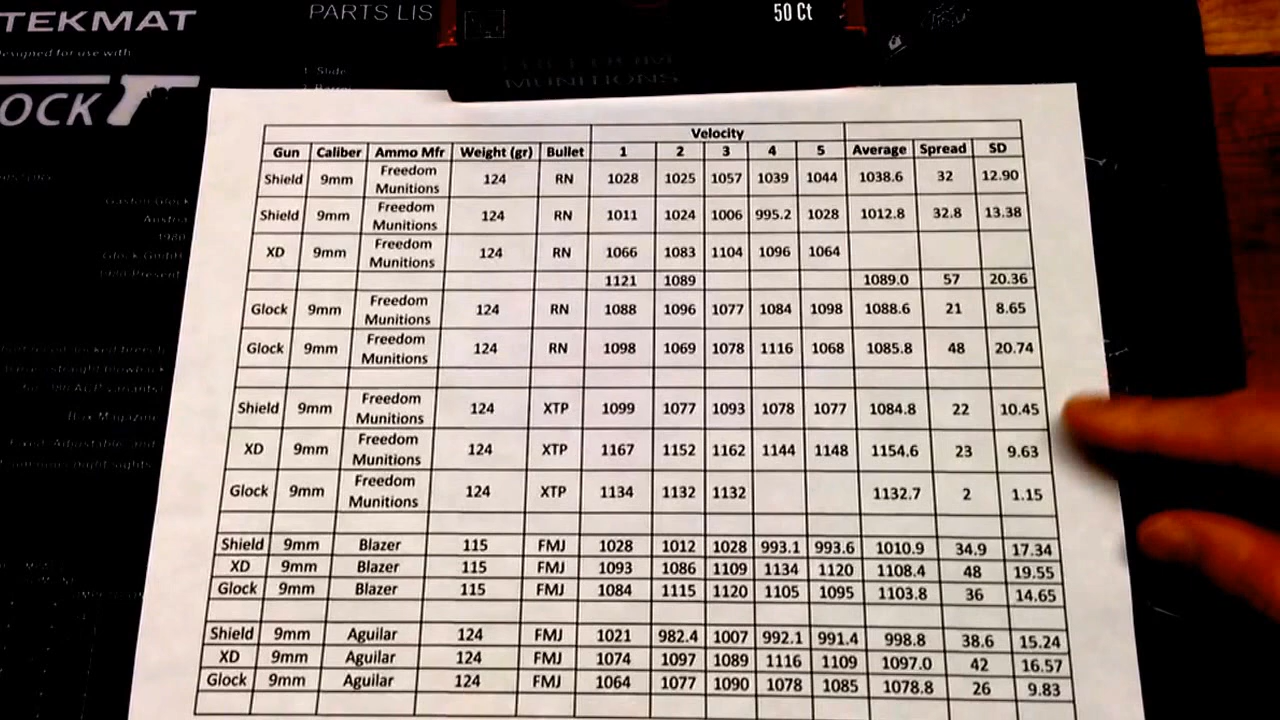 TEKMAT
PARTS LIS
50 Ct
designed for use with
1. Slide
MUNITIONS
OCK
Velocity
Gun Caliber Ammo Mfr Weight (gr) Bullet 1 2 3 4 5 Average Spread SD
Shield 9mm Freedom Munitions 124 RN 1028 1025 1057 1039 1044 1038.6 32 12.90
Shield 9mm Freedom Munitions 124 RN 1011 1024 1006 995.2 1028 1012.8 32.8 13.38
XD 9mm Freedom Munitions 124 RN 1066 1083 1104 1096 1064
1121 1089 1089.0 57 20.36
Glock 9mm Freedom Munitions 124 RN 1088 1096 1077 1084 1098 1088.6 21 8.65
Glock 9mm Freedom Munitions 124 RN 1098 1069 1078 1116 1068 1085.8 48 20.74
Shield 9mm Freedom Munitions 124 XTP 1099 1077 1093 1078 1077 1084.8 22 10.45
XD 9mm Freedom Munitions 124 XTP 1167 1152 1162 1144 1148 1154.6 23 9.63
Glock 9mm Freedom Munitions 124 XTP 1134 1132 1132 1132.7 2 1.15
Shield 9mm Blazer 115 FMJ 1028 1012 1028 993.1 993.6 1010.9 34.9 17.34
XD 9mm Blazer 115 FMJ 1093 1086 1109 1134 1120 1108.4 48 19.55
Glock 9mm Blazer 115 FMJ 1084 1115 1120 1105 1095 1103.8 36 14.65
Shield 9mm Aguilar 124 FMJ 1021 982.4 1007 992.1 991.4 998.8 38.6 15.24
XD 9mm Aguilar 124 FMJ 1074 1097 1089 1116 1109 1097.0 42 16.57
Glock 9mm Aguilar 124 FMJ 1064 1077 1090 1078 1085 1078.8 26 9.83